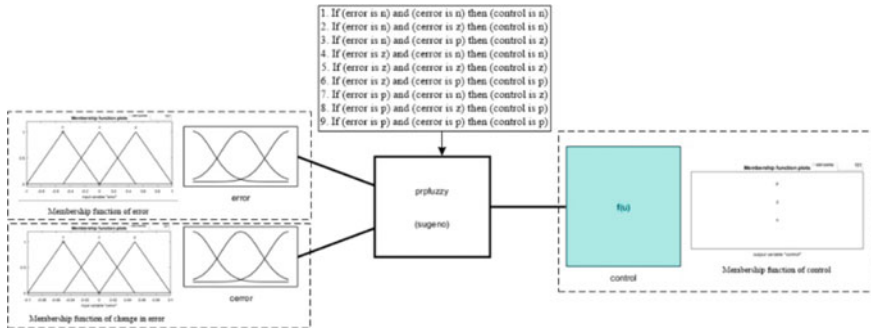 1. If (error is n) and (cerror is n) then (control is n)
2. If (error is n) and (cerror is z) then (control is n)
3. If (error is n) and (cerror is p) then (control is z)
4. If (error is z) and (cerror is n) then (control is n)
5. If (error is z) and (cerror is z) then (control is z)
6. If (error is z) and (cerror is p) then (control is p)
7. If (error is p) and (cerror is n) then (control is z)
8. If (error is p) and (cerror is z) then (control is p)
9. If (error is p) and (cerror is p) then (control is p)
Membership function plots
input variable "error"
error
Membership function of error
Membership function plots
cerror
Membership function of change in error
prpfuzzy
(sugeno)
f(u)
control
Membership function plots
output variable "control"
Membership function of control